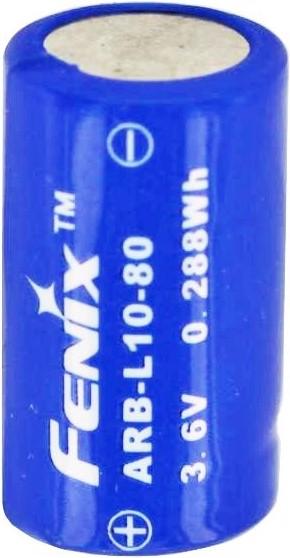 FENIX™
ARB-L10-80
3.6V 0.288Wh
⊕ ⊖